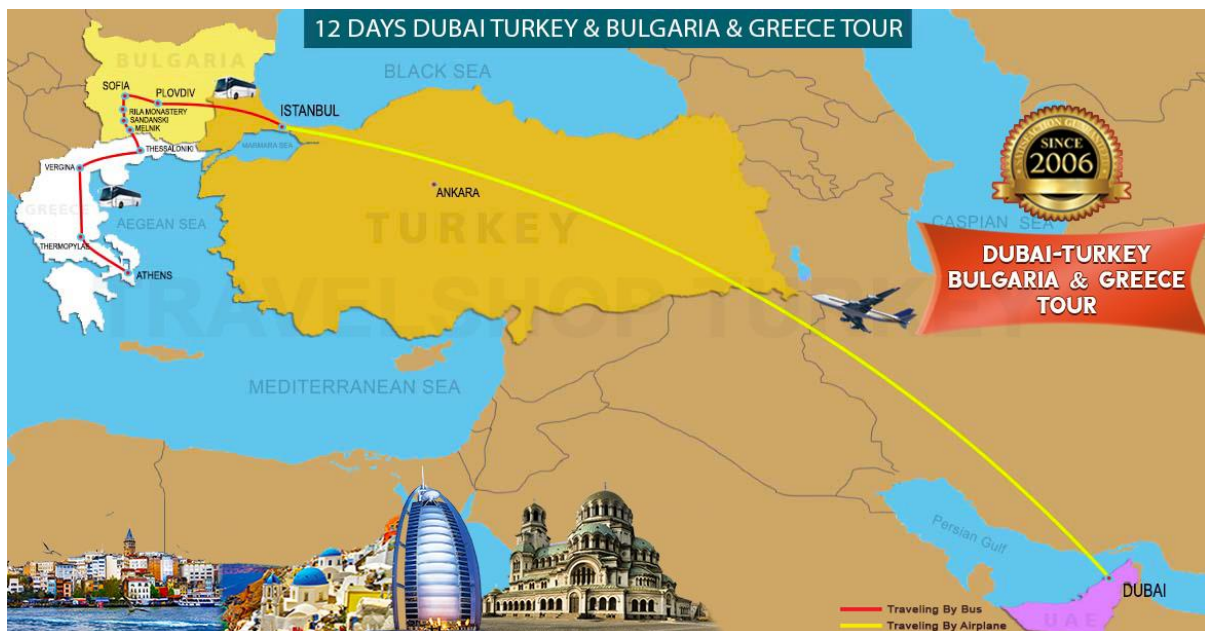 12 DAYS DUBAI TURKEY & BULGARIA & GREECE TOUR
BULGARIA
BLACK SEA
SOFIA
PLOVDIV
ISTANBUL
RILA MONASTERY
SANDANSKI
MELNIK
MARMARA SEA
THESSALONIKI
VERGINA
ANKARA
GREECE
AEGEAN SEA
TURKEY
CASPIAN SEA
SATISFACTION GUARANTEED
SINCE
2006
THERMOPYLAE
ATHENS
DUBAI-TURKEY
BULGARIA & GREECE
TOUR
TRAVELSHOP TURKEY
MEDITERRANEAN SEA
Persian Gulf
DUBAI
UAE
Traveling By Bus
Traveling By Airplane